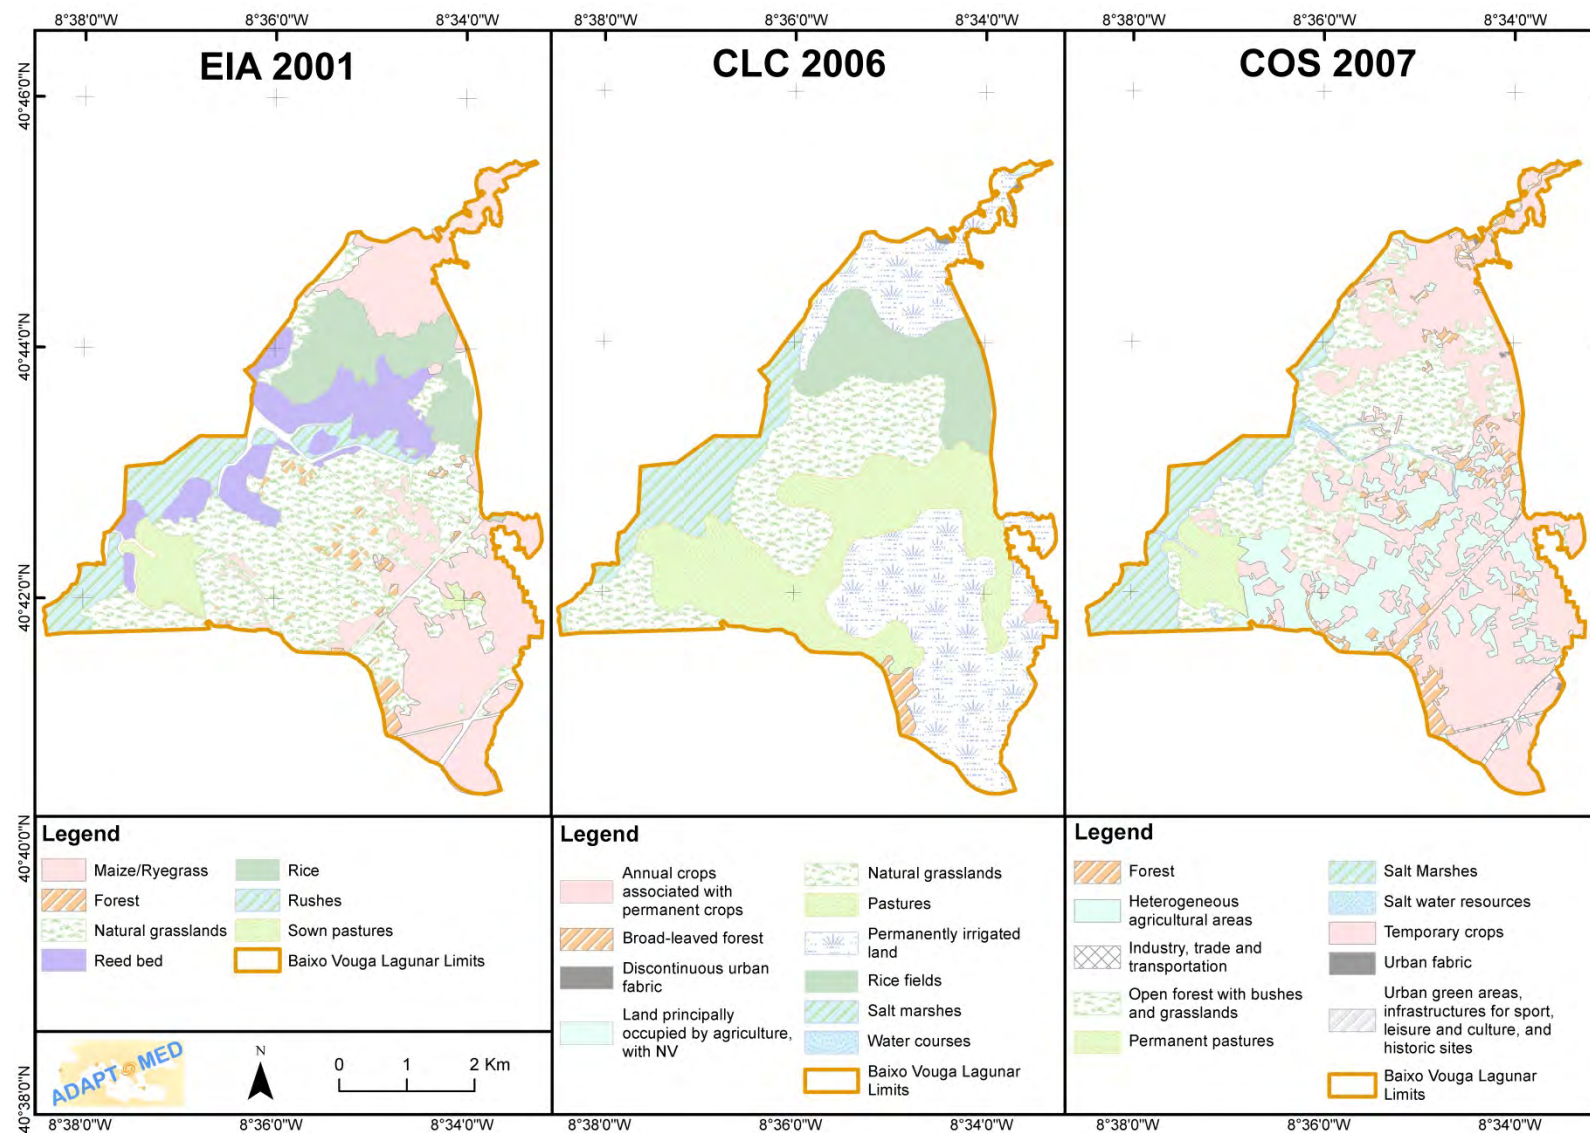 8°38'0"W 8°36'0"W 8°34'0"W 8°38'0"W 8°36'0"W 8°34'0"W 8°38'0"W 8°36'0"W 8°34'0"W
EIA 2001
CLC 2006
COS 2007
40°46'0"N
40°44'0"N
40°42'0"N
40°40'0"N
40°38'0"N
Legend
Maize/Ryegrass
Forest
Natural grasslands
Reed bed
Rice
Rushes
Sown pastures
Baixo Vouga Lagunar Limits
ADAPT@MED
N
0 1 2 Km
Legend
Annual crops
associated with
permanent crops
Broad-leaved forest
Discontinuous urban
fabric
Land principally
occupied by agriculture,
with NV
Natural grasslands
Pastures
Permanently irrigated
land
Rice fields
Salt marshes
Water courses
Baixo Vouga Lagunar
Limits
Legend
Forest
Heterogeneous
agricultural areas
Industry, trade and
transportation
Open forest with bushes
and grasslands
Permanent pastures
Salt Marshes
Salt water resources
Temporary crops
Urban fabric
Urban green areas,
infrastructures for sport,
leisure and culture, and
historic sites
Baixo Vouga Lagunar
Limits
8°38'0"W 8°36'0"W 8°34'0"W 8°38'0"W 8°36'0"W 8°34'0"W 8°38'0"W 8°36'0"W 8°34'0"W